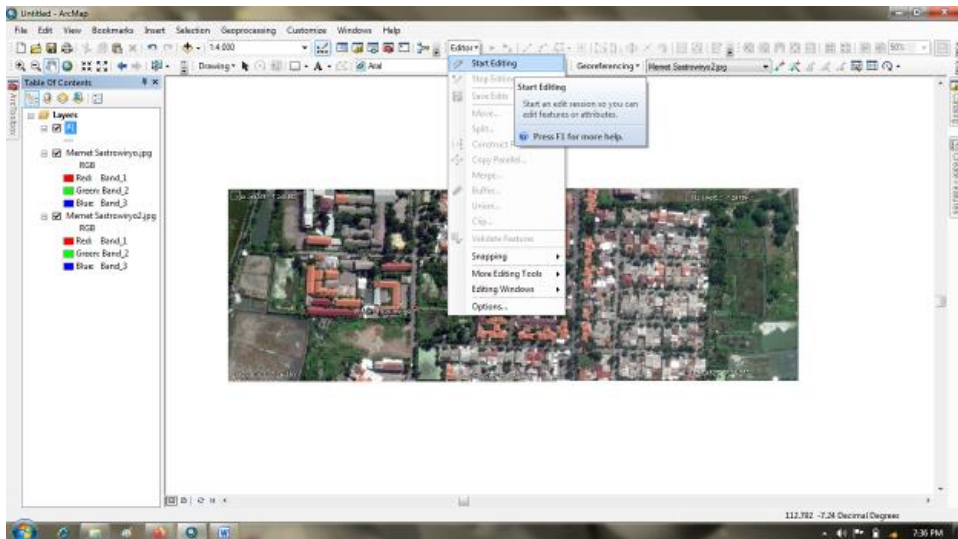 Untitled - ArcMap
File Edit View Bookmarks Insert Selection Geoprocessing Customize Windows Help
1:4.000
Editor
Drawing
Arial
Start Editing
Georeferencing
Memet Sastrowiryo2.jpg
Table Of Contents
Stop Editing
Start Editing
Save Edits
Start an edit session so you can
edit features or attributes.
Move...
Split...
Press F1 for more help.
Construct
Copy Parallel...
Merge...
Buffer...
Union...
Clip...
Validate Features
Snapping
More Editing Tools
Editing Windows
Options...
Layers
Memet Sastrowiryo.jpg
RGB
Red: Band_1
Green: Band_2
Blue: Band_3
Memet Sastrowiryo2.jpg
RGB
Red: Band_1
Green: Band_2
Blue: Band_3
ArcToolbox
Catalog
Create Features
112,792 -7,24 Decimal Degrees
7:36 PM